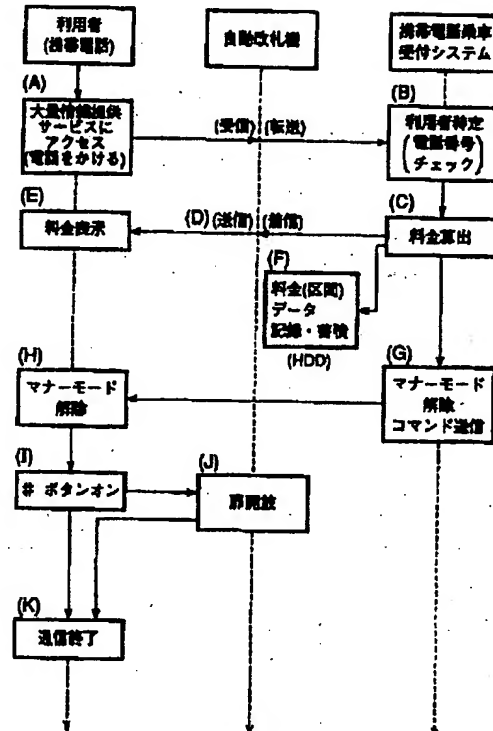 利用者
(携帯電話)
自動改札機
携帯電話乗車
受付システム
(A)
大量情報提供
サービスに
アクセス
(電話をかける)
(受信)(転送)
(B)
利用者特定
(電話番号)
チェック
(C)
料金算出
(D)(送信)(着信)
(E)
料金表示
(F)
料金(区間)
データ
記録・蓄積
(HDD)
(G)
マナーモード
解除
コマンド送信
(H)
マナーモード
解除
(I)
# ボタンオン
(J)
扉開放
(K)
通信終了